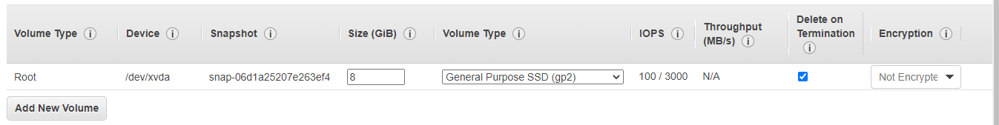 Volume Type Device Snapshot Size (GiB) Volume Type IOPS Throughput (MB/s) Delete on Termination Encryption
Root /dev/xvda snap-06d1a25207e263ef4 8 General Purpose SSD (gp2) 100 / 3000 N/A Not Encrypte
Add New Volume